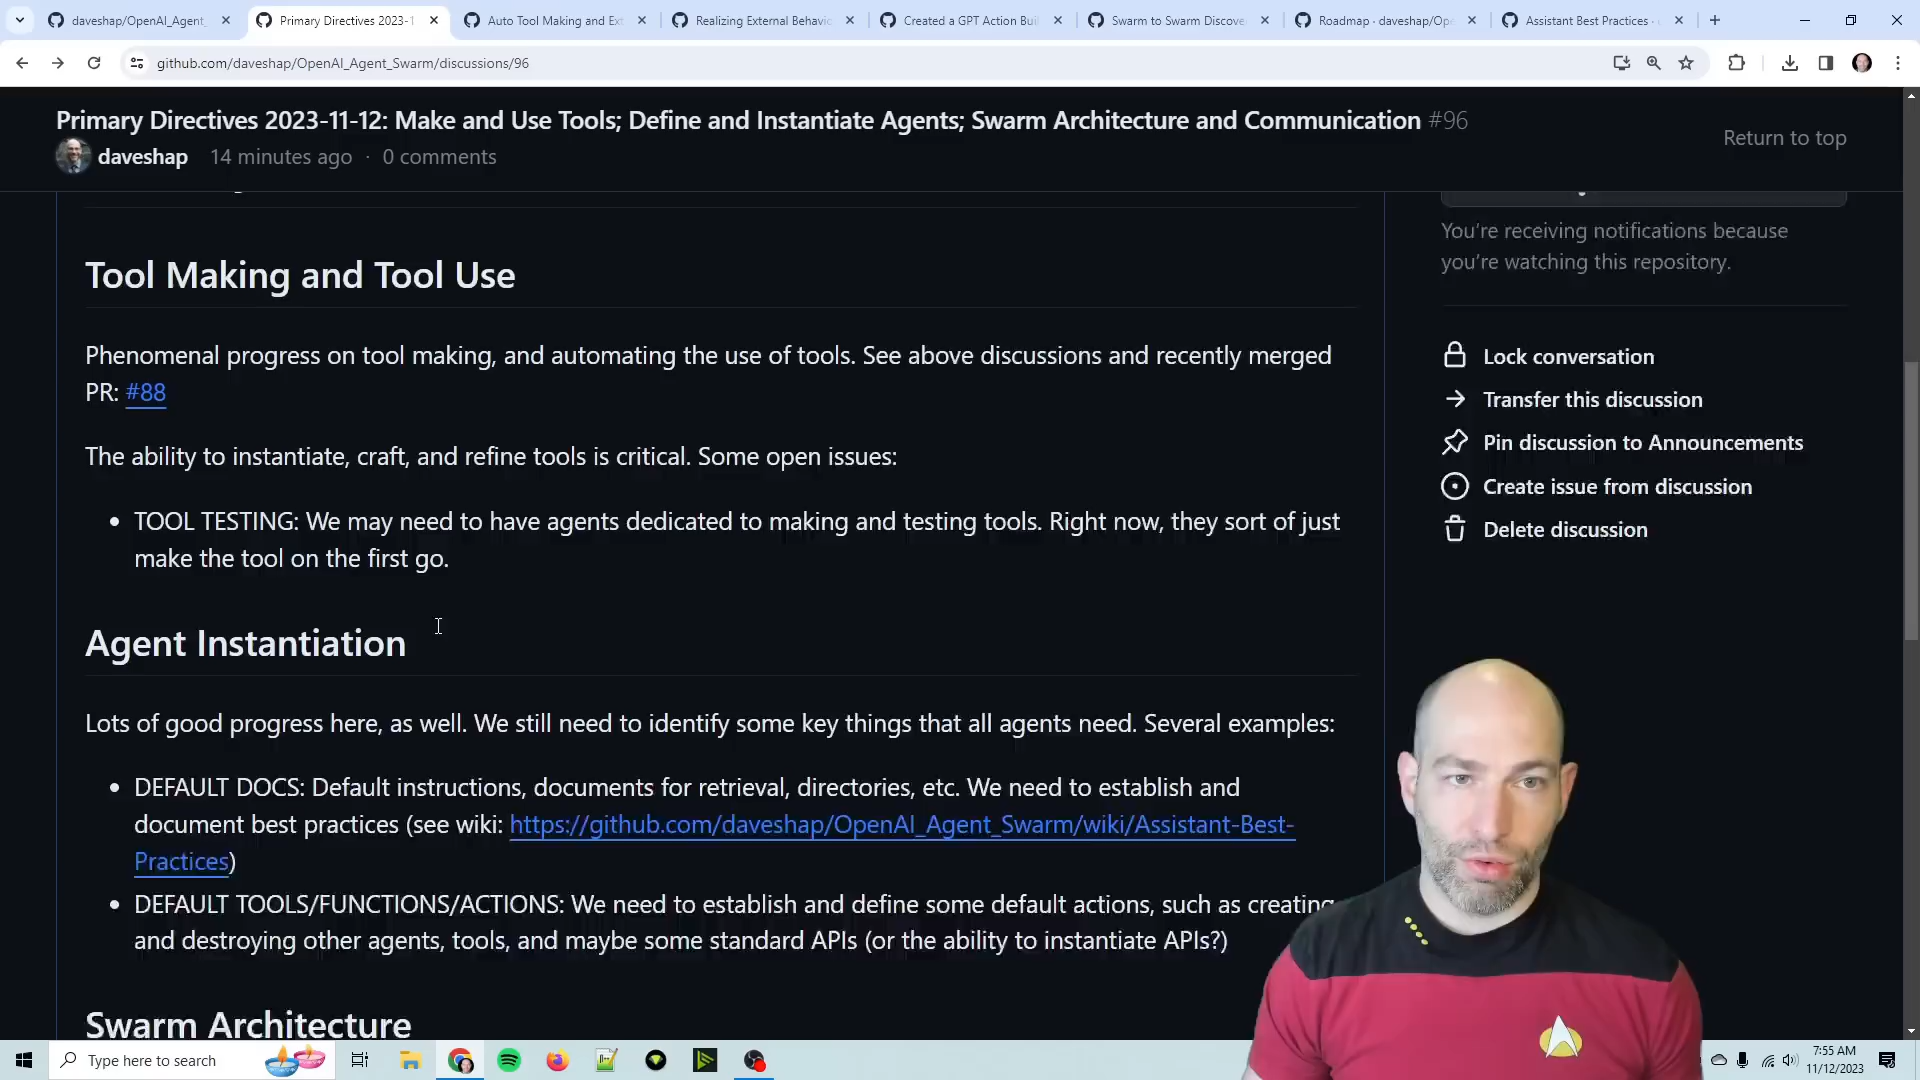 daveshap/OpenAI_Agent_
Primary Directives 2023-1
Auto Tool Making and Ext
Realizing External Behavio
Created a GPT Action Bui
Swarm to Swarm Discove
Roadmap · daveshap/Ope
Assistant Best Practices ·
github.com/daveshap/OpenAI_Agent_Swarm/discussions/96
Primary Directives 2023-11-12: Make and Use Tools; Define and Instantiate Agents; Swarm Architecture and Communication #96
daveshap 14 minutes ago · 0 comments
Return to top
Tool Making and Tool Use
Phenomenal progress on tool making, and automating the use of tools. See above discussions and recently merged
PR: #88
The ability to instantiate, craft, and refine tools is critical. Some open issues:
• TOOL TESTING: We may need to have agents dedicated to making and testing tools. Right now, they sort of just
make the tool on the first go.
Agent Instantiation
Lots of good progress here, as well. We still need to identify some key things that all agents need. Several examples:
• DEFAULT DOCS: Default instructions, documents for retrieval, directories, etc. We need to establish and
document best practices (see wiki: https://github.com/daveshap/OpenAI_Agent_Swarm/wiki/Assistant-Best-
Practices)
• DEFAULT TOOLS/FUNCTIONS/ACTIONS: We need to establish and define some default actions, such as creating
and destroying other agents, tools, and maybe some standard APIs (or the ability to instantiate APIs?)
Swarm Architecture
You're receiving notifications because
you're watching this repository.
Lock conversation
Transfer this discussion
Pin discussion to Announcements
Create issue from discussion
Delete discussion
Type here to search
7:55 AM
11/12/2023